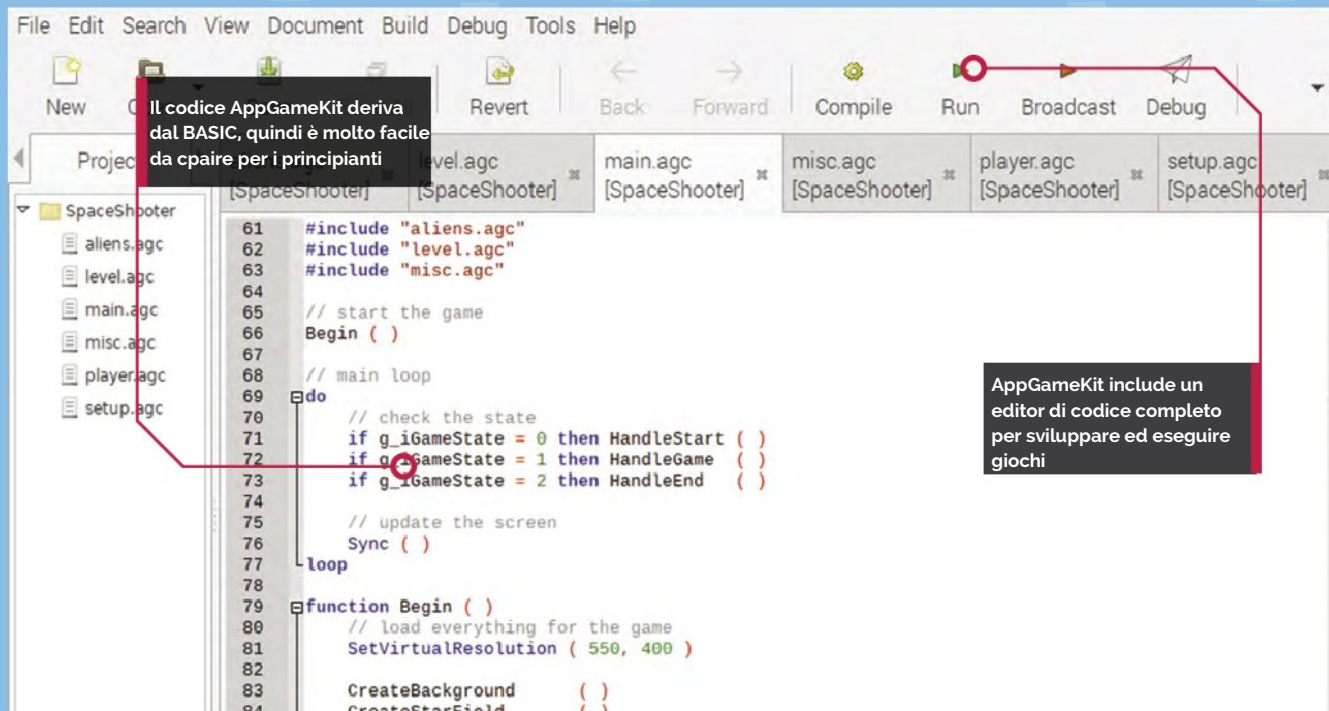 File Edit Search View Document Build Debug Tools Help
New
Revert
Back
Forward
Compile
Run
Broadcast
Debug
Il codice AppGameKit deriva
dal BASIC, quindi è molto facile
da cpaire per i principianti
[SpaceShooter]
level.agc
[SpaceShooter]
main.agc
[SpaceShooter]
misc.agc
[SpaceShooter]
player.agc
[SpaceShooter]
setup.agc
[SpaceShooter]
SpaceShooter
aliens.agc
level.agc
main.agc
misc.agc
player.agc
setup.agc
61 #include "aliens.agc"
62 #include "level.agc"
63 #include "misc.agc"
64
65 // start the game
66 Begin ( )
67
68 // main loop
69 do
70 // check the state
71 if g_iGameState = 0 then HandleStart ( )
72 if g_iGameState = 1 then HandleGame ( )
73 if g_iGameState = 2 then HandleEnd ( )
74
75 // update the screen
76 Sync ( )
77 loop
78
79 function Begin ( )
80 // load everything for the game
81 SetVirtualResolution ( 550, 400 )
82
83 CreateBackground ( )
84 CreateStarField ( )
AppGameKit include un
editor di codice completo
per sviluppare ed eseguire
giochi